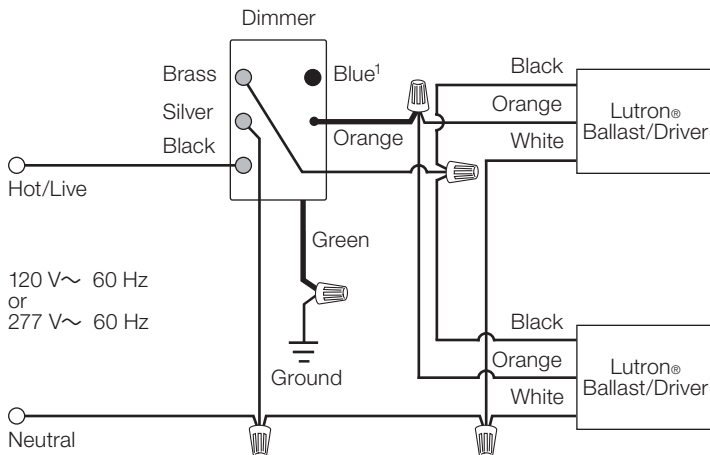 Dimmer
Brass
Blue¹
Silver
Orange
Black
Hot/Live
Green
120 V~ 60 Hz
or
277 V~ 60 Hz
Ground
Neutral
Black
Orange
White
Lutron®
Ballast/Driver
Black
Orange
White
Lutron®
Ballast/Driver